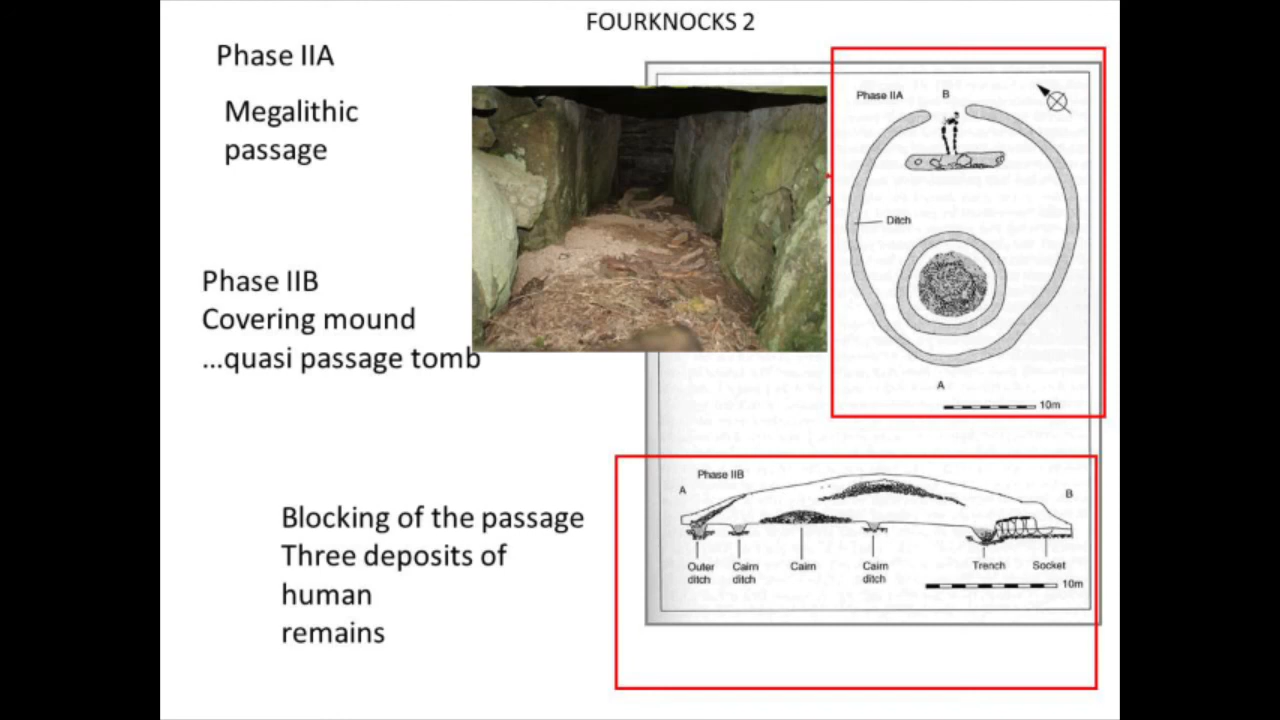 FOURKNOCKS 2
Phase IIA
Megalithic
passage
Phase IIB
Covering mound
...quasi passage tomb
Blocking of the passage
Three deposits of
human
remains
Phase IIA
B
Ditch
A
10m
Phase IIB
A
B
Outer
ditch
Cairn
ditch
Cairn
Cairn
ditch
Trench
Socket
10m